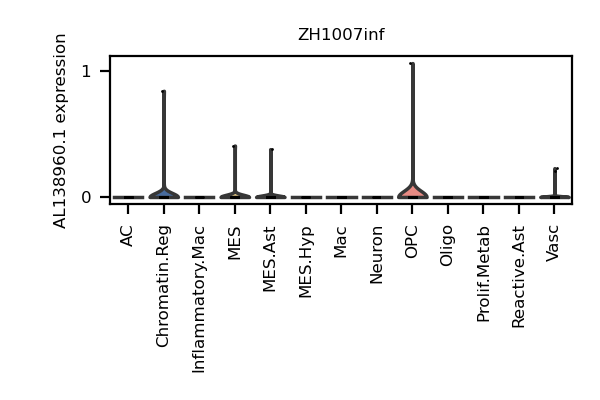 ZH1007inf
AL138960.1 expression
1
0
AC
Chromatin.Reg
Inflammatory.Mac
MES
MES.Ast
MES.Hyp
Mac
Neuron
OPC
Oligo
Prolif.Metab
Reactive.Ast
Vasc